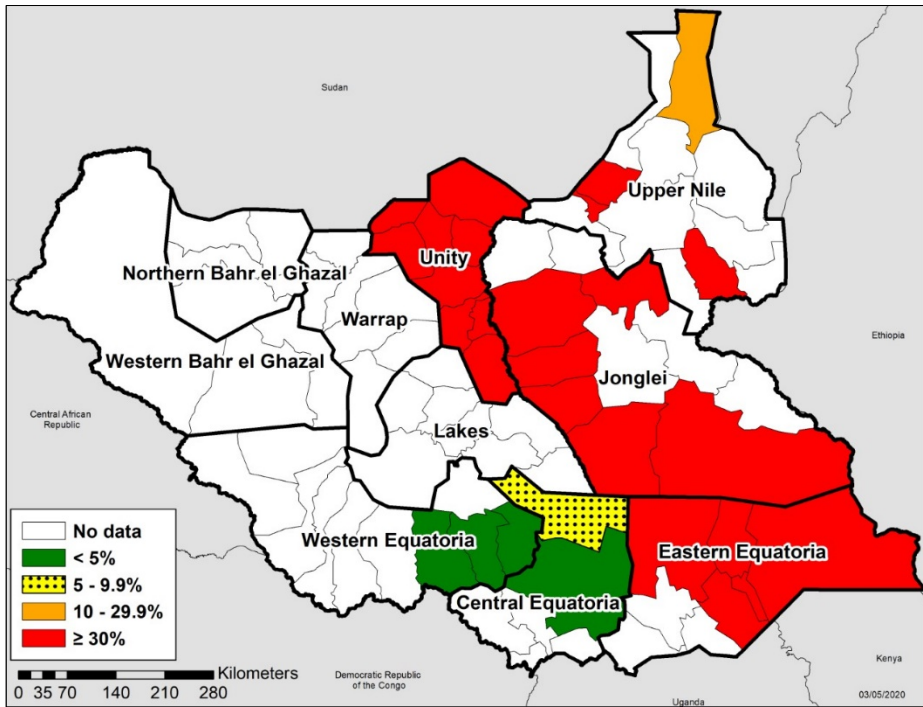 Sudan
Upper Nile
Unity
Northern Bahr el Ghazal
Warrap
Ethiopia
Western Bahr el Ghazal
Jonglei
Central African
Republic
Lakes
No data
< 5%
5 - 9.9%
10 - 29.9%
≥ 30%
Western Equatoria
Eastern Equatoria
Central Equatoria
Kilometers
0 35 70 140 210 280
Democratic Republic
of the Congo
Kenya
Uganda
03/05/2020